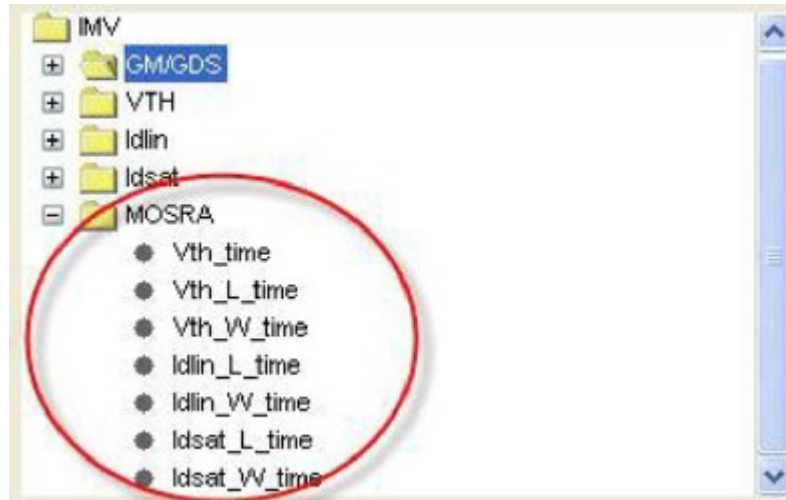 IMV
GM/GDS
VTH
Idlin
Idsat
MOSRA
Vth_time
Vth_L_time
Vth_W_time
Idlin_L_time
Idlin_W_time
Idsat_L_time
Idsat_W_time